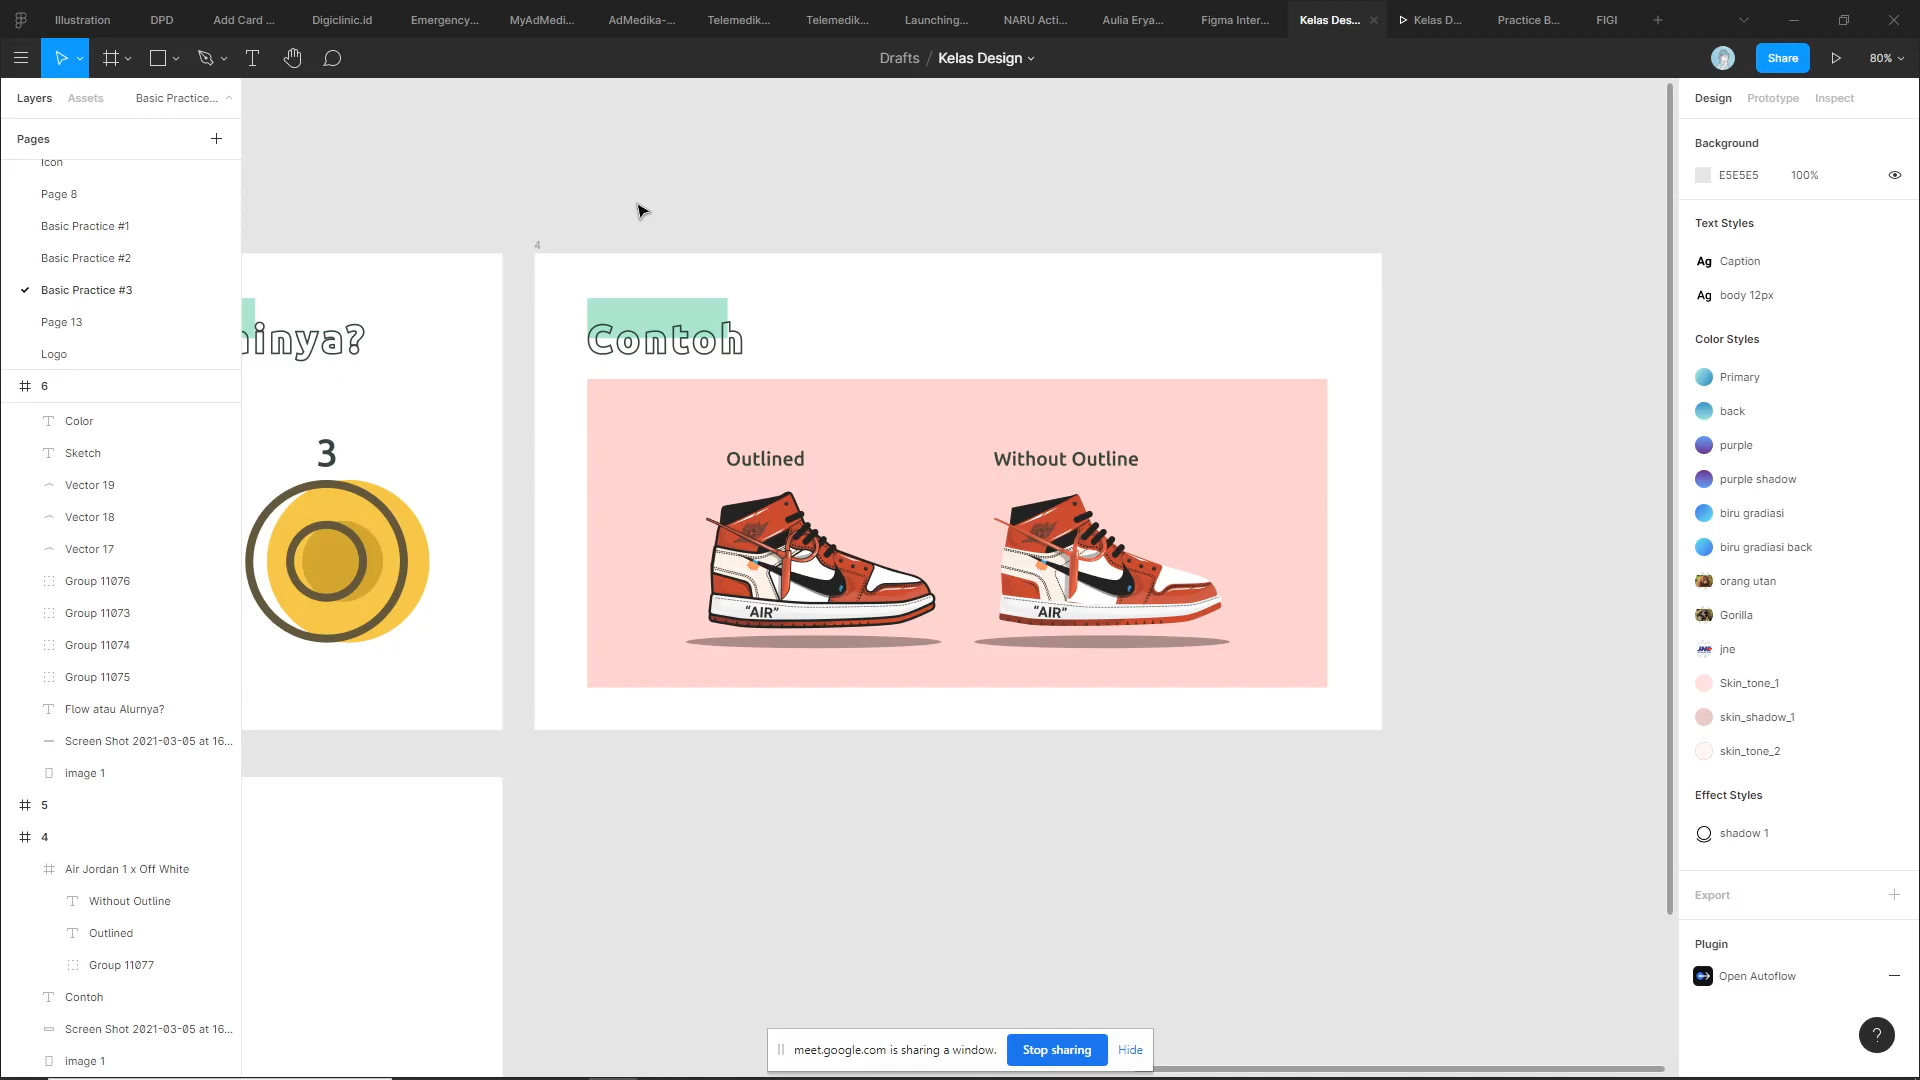 Illustration
DPD
Add Card ...
Digiclinic.id
Emergency...
MyAdMedi...
AdMedika-...
Telemedik...
Telemedik...
Launching...
NARU Acti...
Aulia Erya...
Figma Inter...
Kelas Des...
Kelas D...
Practice B...
FIGI
Drafts / Kelas Design
Share
80%
Layers
Assets
Basic Practice...
Pages
Icon
Page 8
Basic Practice #1
Basic Practice #2
Basic Practice #3
Page 13
Logo
6
Color
Sketch
Vector 19
Vector 18
Vector 17
Group 11076
Group 11073
Group 11074
Group 11075
Flow atau Alurnya?
Screen Shot 2021-03-05 at 16...
image 1
5
4
Air Jordan 1 x Off White
Without Outline
Outlined
Group 11077
Contoh
Screen Shot 2021-03-05 at 16...
image 1
inya?
3
4
Contoh
Outlined
Without Outline
"AIR"
"AIR"
meet.google.com is sharing a window.
Stop sharing
Hide
Design
Prototype
Inspect
Background
E5E5E5
100%
Text Styles
Ag Caption
Ag body 12px
Color Styles
Primary
back
purple
purple shadow
biru gradiasi
biru gradiasi back
orang utan
Gorilla
JNE jne
Skin_tone_1
skin_shadow_1
skin_tone_2
Effect Styles
shadow 1
Export
Plugin
Open Autoflow
?